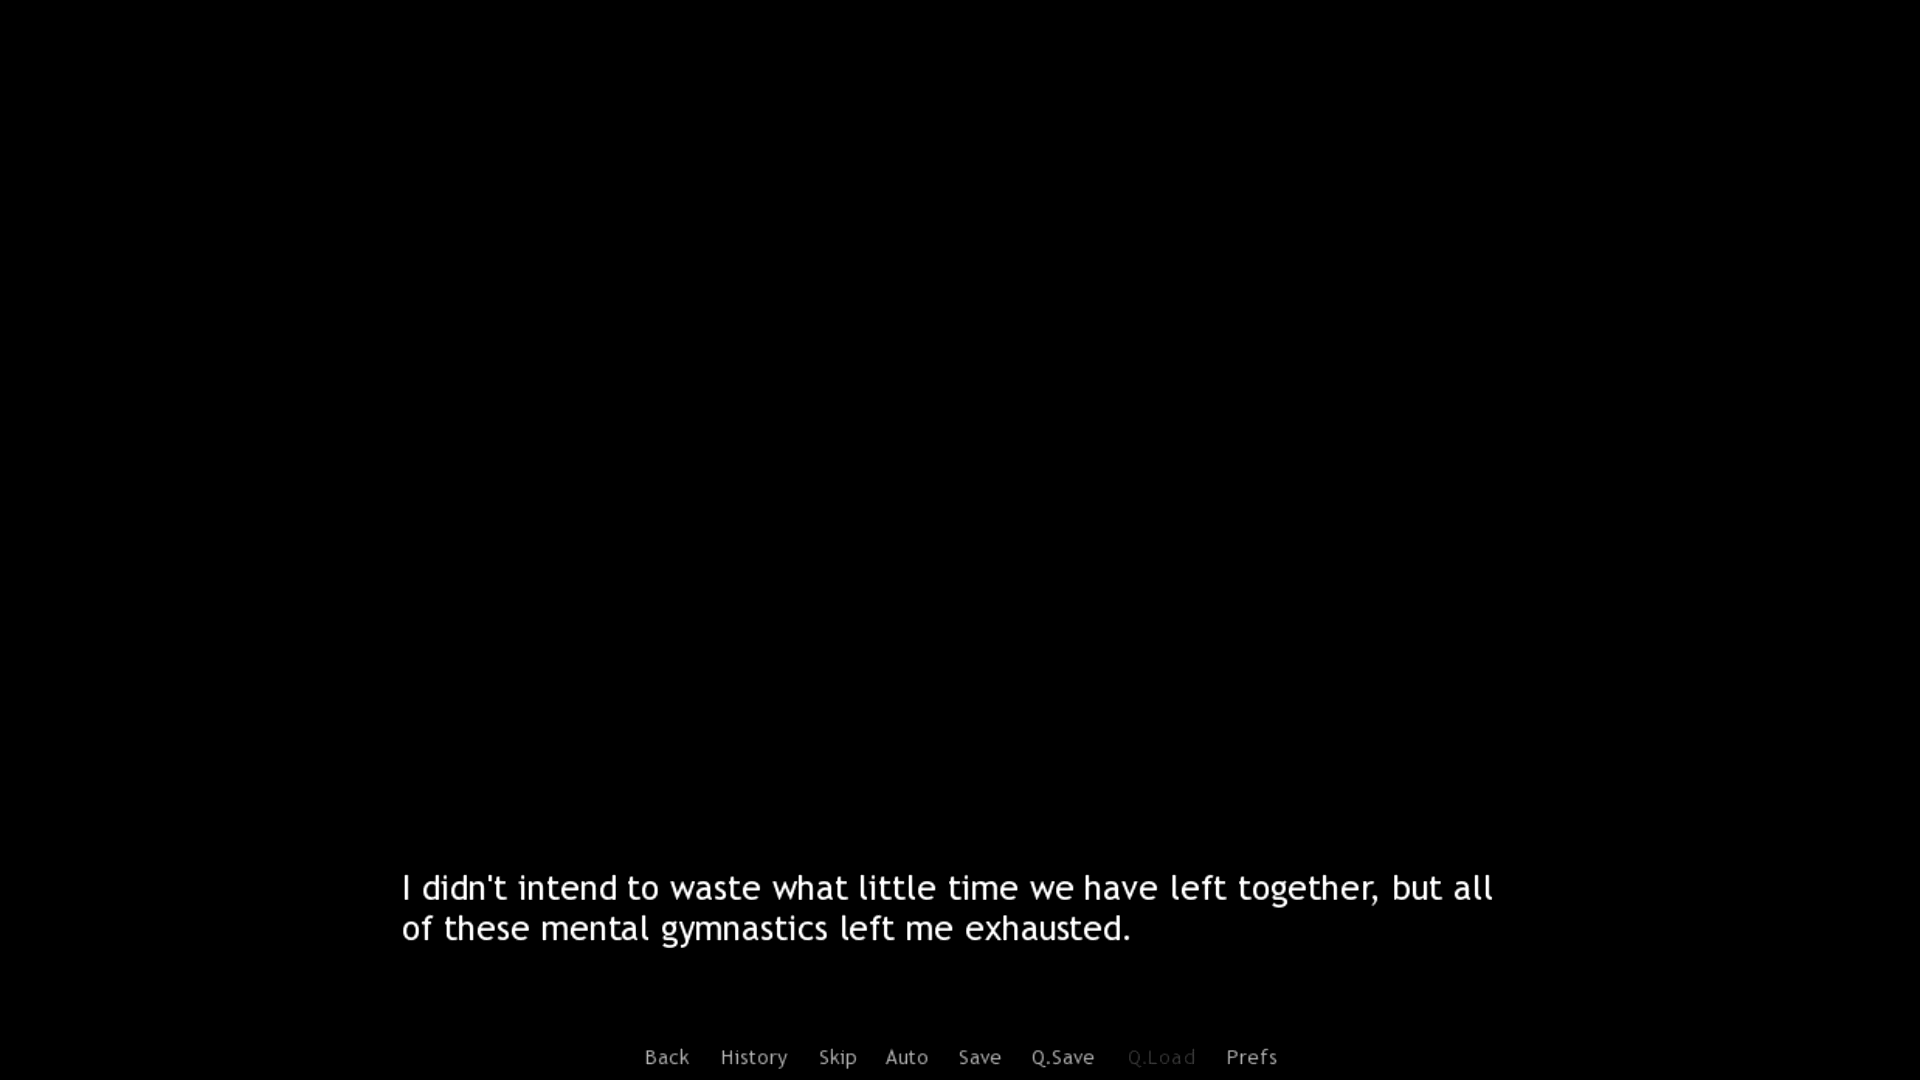 I didn't intend to waste what little time we have left together, but all
of these mental gymnastics left me exhausted.
Back History Skip Auto Save Q.Save Q.Load Prefs